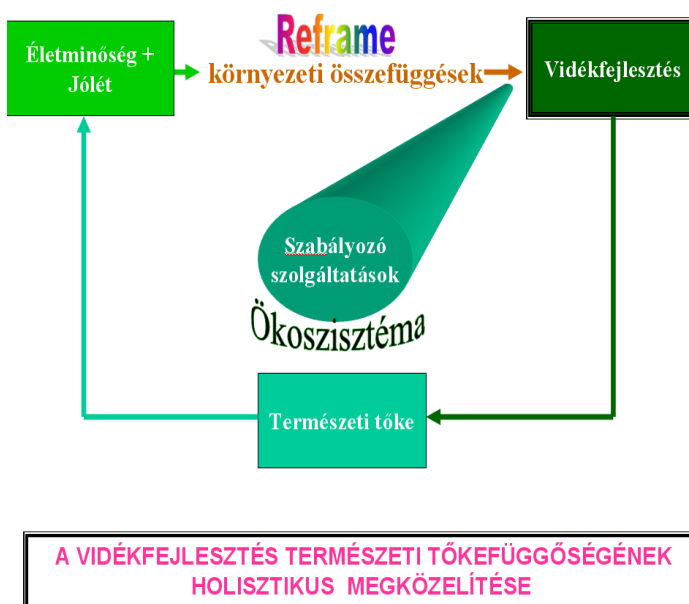 Reframe
Életminőség +
Jólét
környezeti összefüggések
Vidékfejlesztés
Szabályozó
szolgáltatások
Ökoszisztéma
Természeti tőke
A VIDÉKFEJLESZTÉS TERMÉSZETI TŐKEFÜGGŐSÉGÉNEK
HOLISZTIKUS MEGKÖZELÍTÉSE